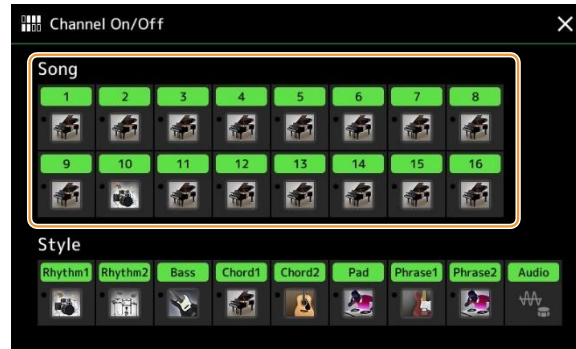 Channel On/Off
Song
1 2 3 4 5 6 7 8
9 10 11 12 13 14 15 16
Style
Rhythm1 Rhythm2 Bass Chord1 Chord2 Pad Phrase1 Phrase2 Audio